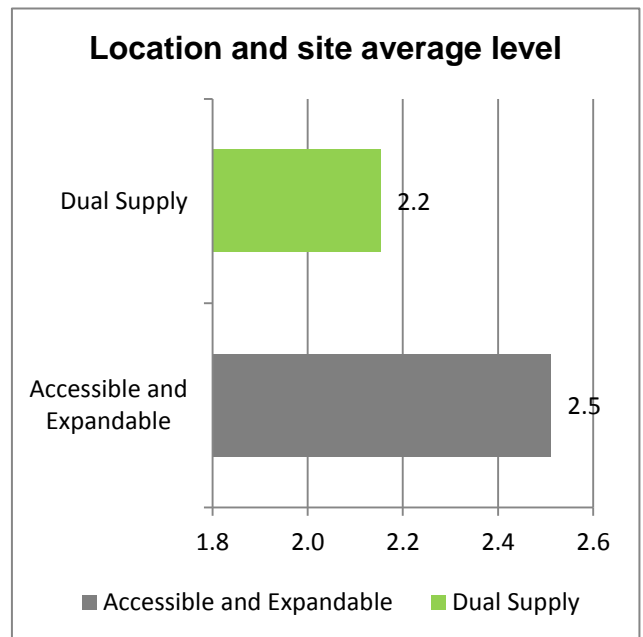 Location and site average level
Dual Supply
2.2
Accessible and
Expandable
2.5
1.8 2.0 2.2 2.4 2.6
Accessible and Expandable Dual Supply